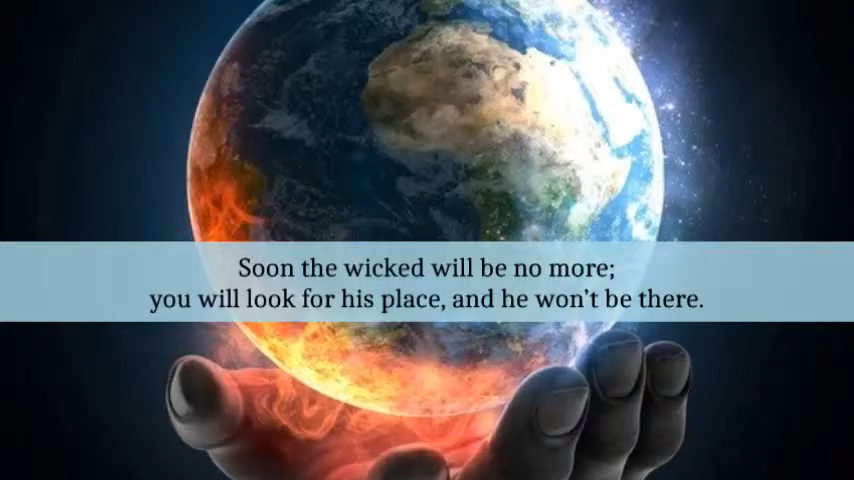 Soon the wicked will be no more;
you will look for his place, and he won’t be there.